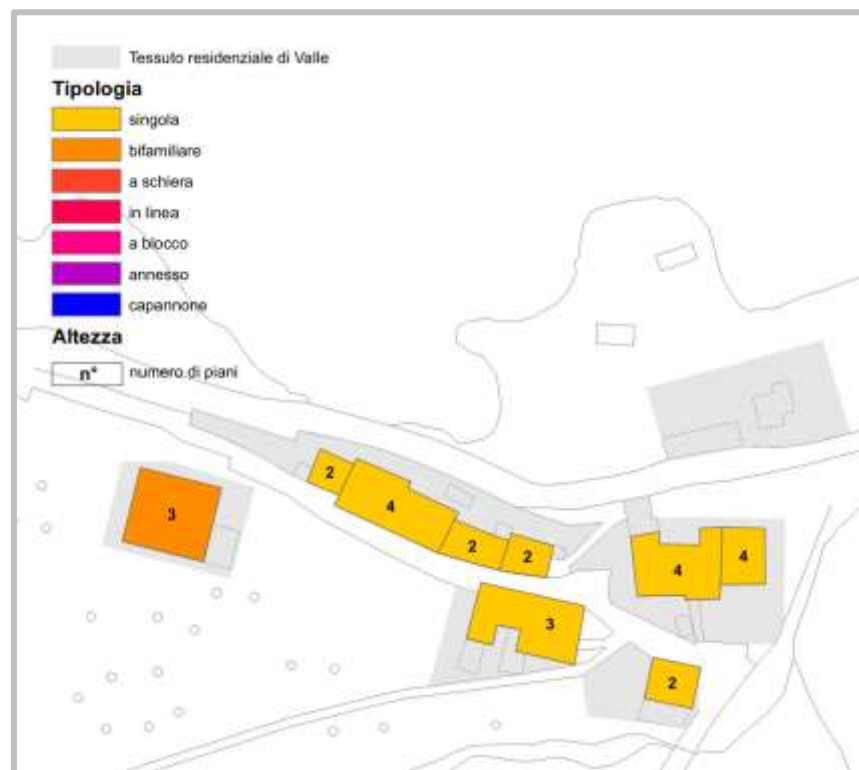 Tessuto residenziale di Valle
Tipologia
singola
bifamiliare
a schiera
in linea
a blocco
annesso
capannone
Altezza
n° numero di piani
2
4
3
2
2
4
4
3
2